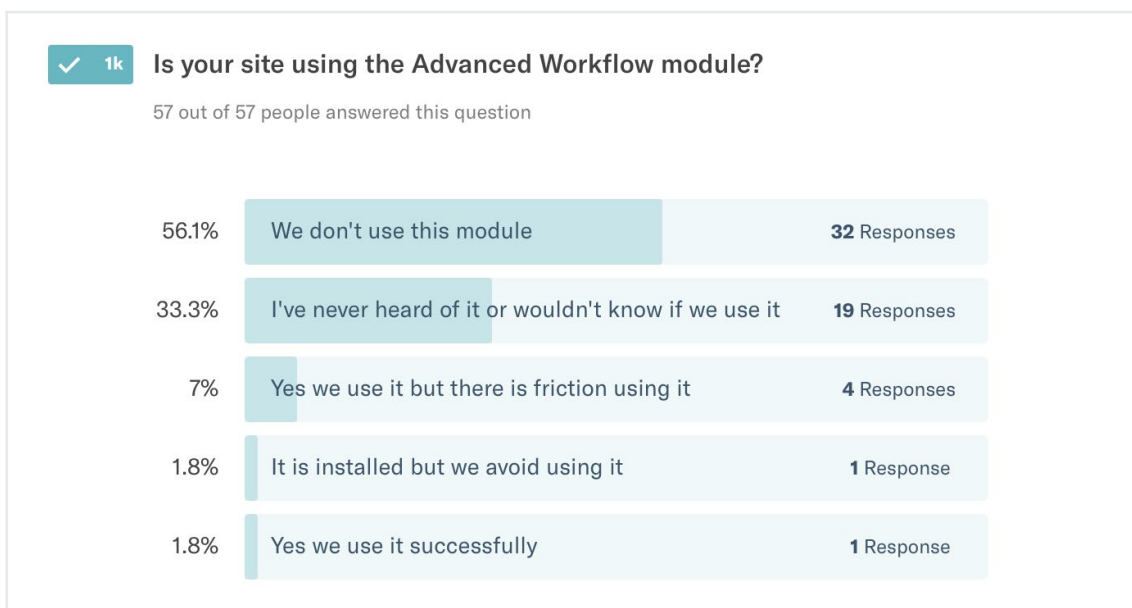 1k Is your site using the Advanced Workflow module?
57 out of 57 people answered this question
56.1% We don't use this module 32 Responses
33.3% I've never heard of it or wouldn't know if we use it 19 Responses
7% Yes we use it but there is friction using it 4 Responses
1.8% It is installed but we avoid using it 1 Response
1.8% Yes we use it successfully 1 Response